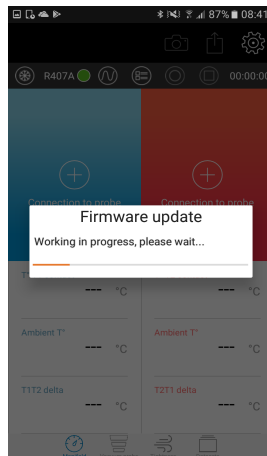 87% 08:41
R407A 00:00:00
Connection to probe Connection to probe
Firmware update
Working in progress, please wait...
--- °C --- °C
Ambient T° Ambient T°
--- °C --- °C
T1T2 delta T2T1 delta
--- °C --- °C
Manifold